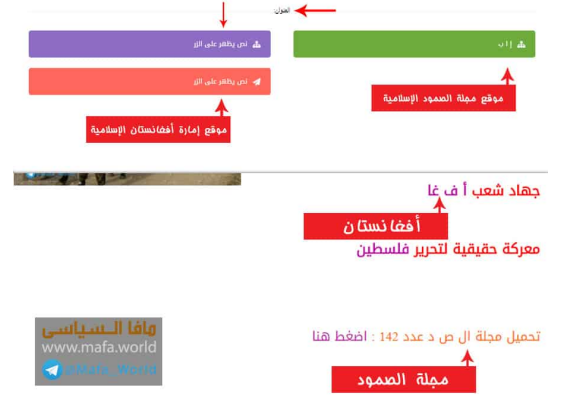 العنوان
إ ا ب
نص يظهر على الزر
نص يظهر على الزر
موقع مجلة الصمود الإسلامية
موقع إمارة أفغانستان الإسلامية
جهاد شعب أ ف غا
أفغانستان
معركة حقيقية لتحرير فلسطين
مافا السياسي
www.mafa.world
@Mafa_World
تحميل مجلة ال ص د عدد 142 : اضغط هنا
مجلة الصمود